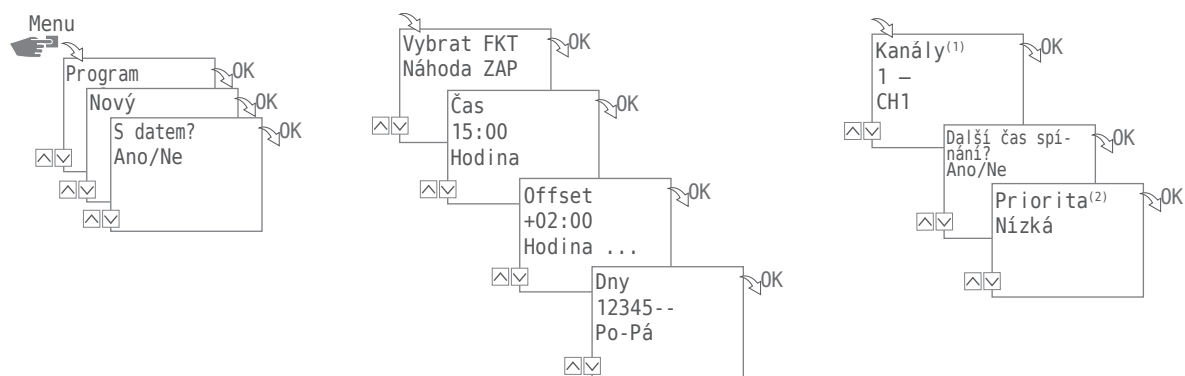 Menu
Program
OK
Nový
OK
S datem?
Ano/Ne
OK
Vybrat FKT
Náhoda ZAP
OK
Čas
15:00
Hodina
OK
Offset
+02:00
Hodina ...
OK
Dny
12345--
Po-Pá
OK
Kanály(1)
1 –
CH1
OK
Další čas spí-
nání?
Ano/Ne
Priorita(2)
Nízká
OK